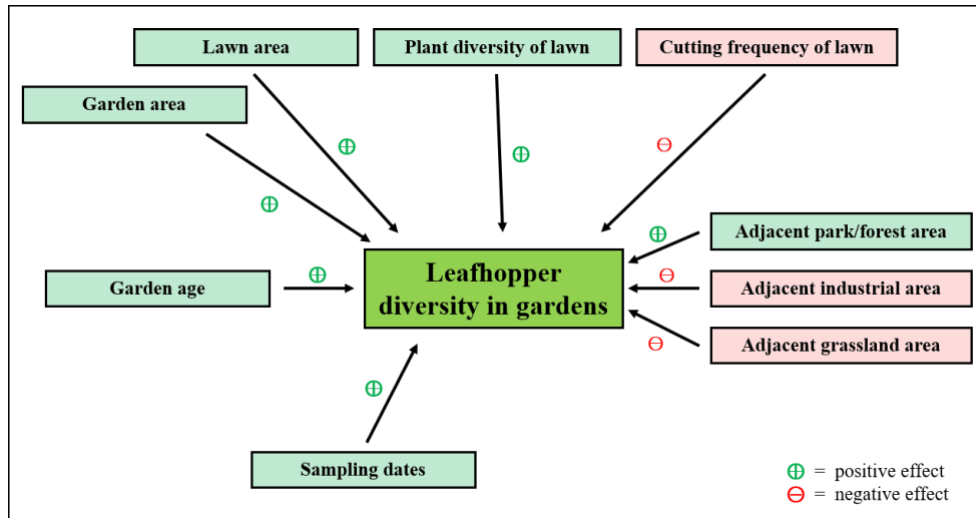 Lawn area
Plant diversity of lawn
Cutting frequency of lawn
Garden area
Adjacent park/forest area
Leafhopper
diversity in gardens
Garden age
Adjacent industrial area
Adjacent grassland area
Sampling dates
⊕ = positive effect
⊖ = negative effect